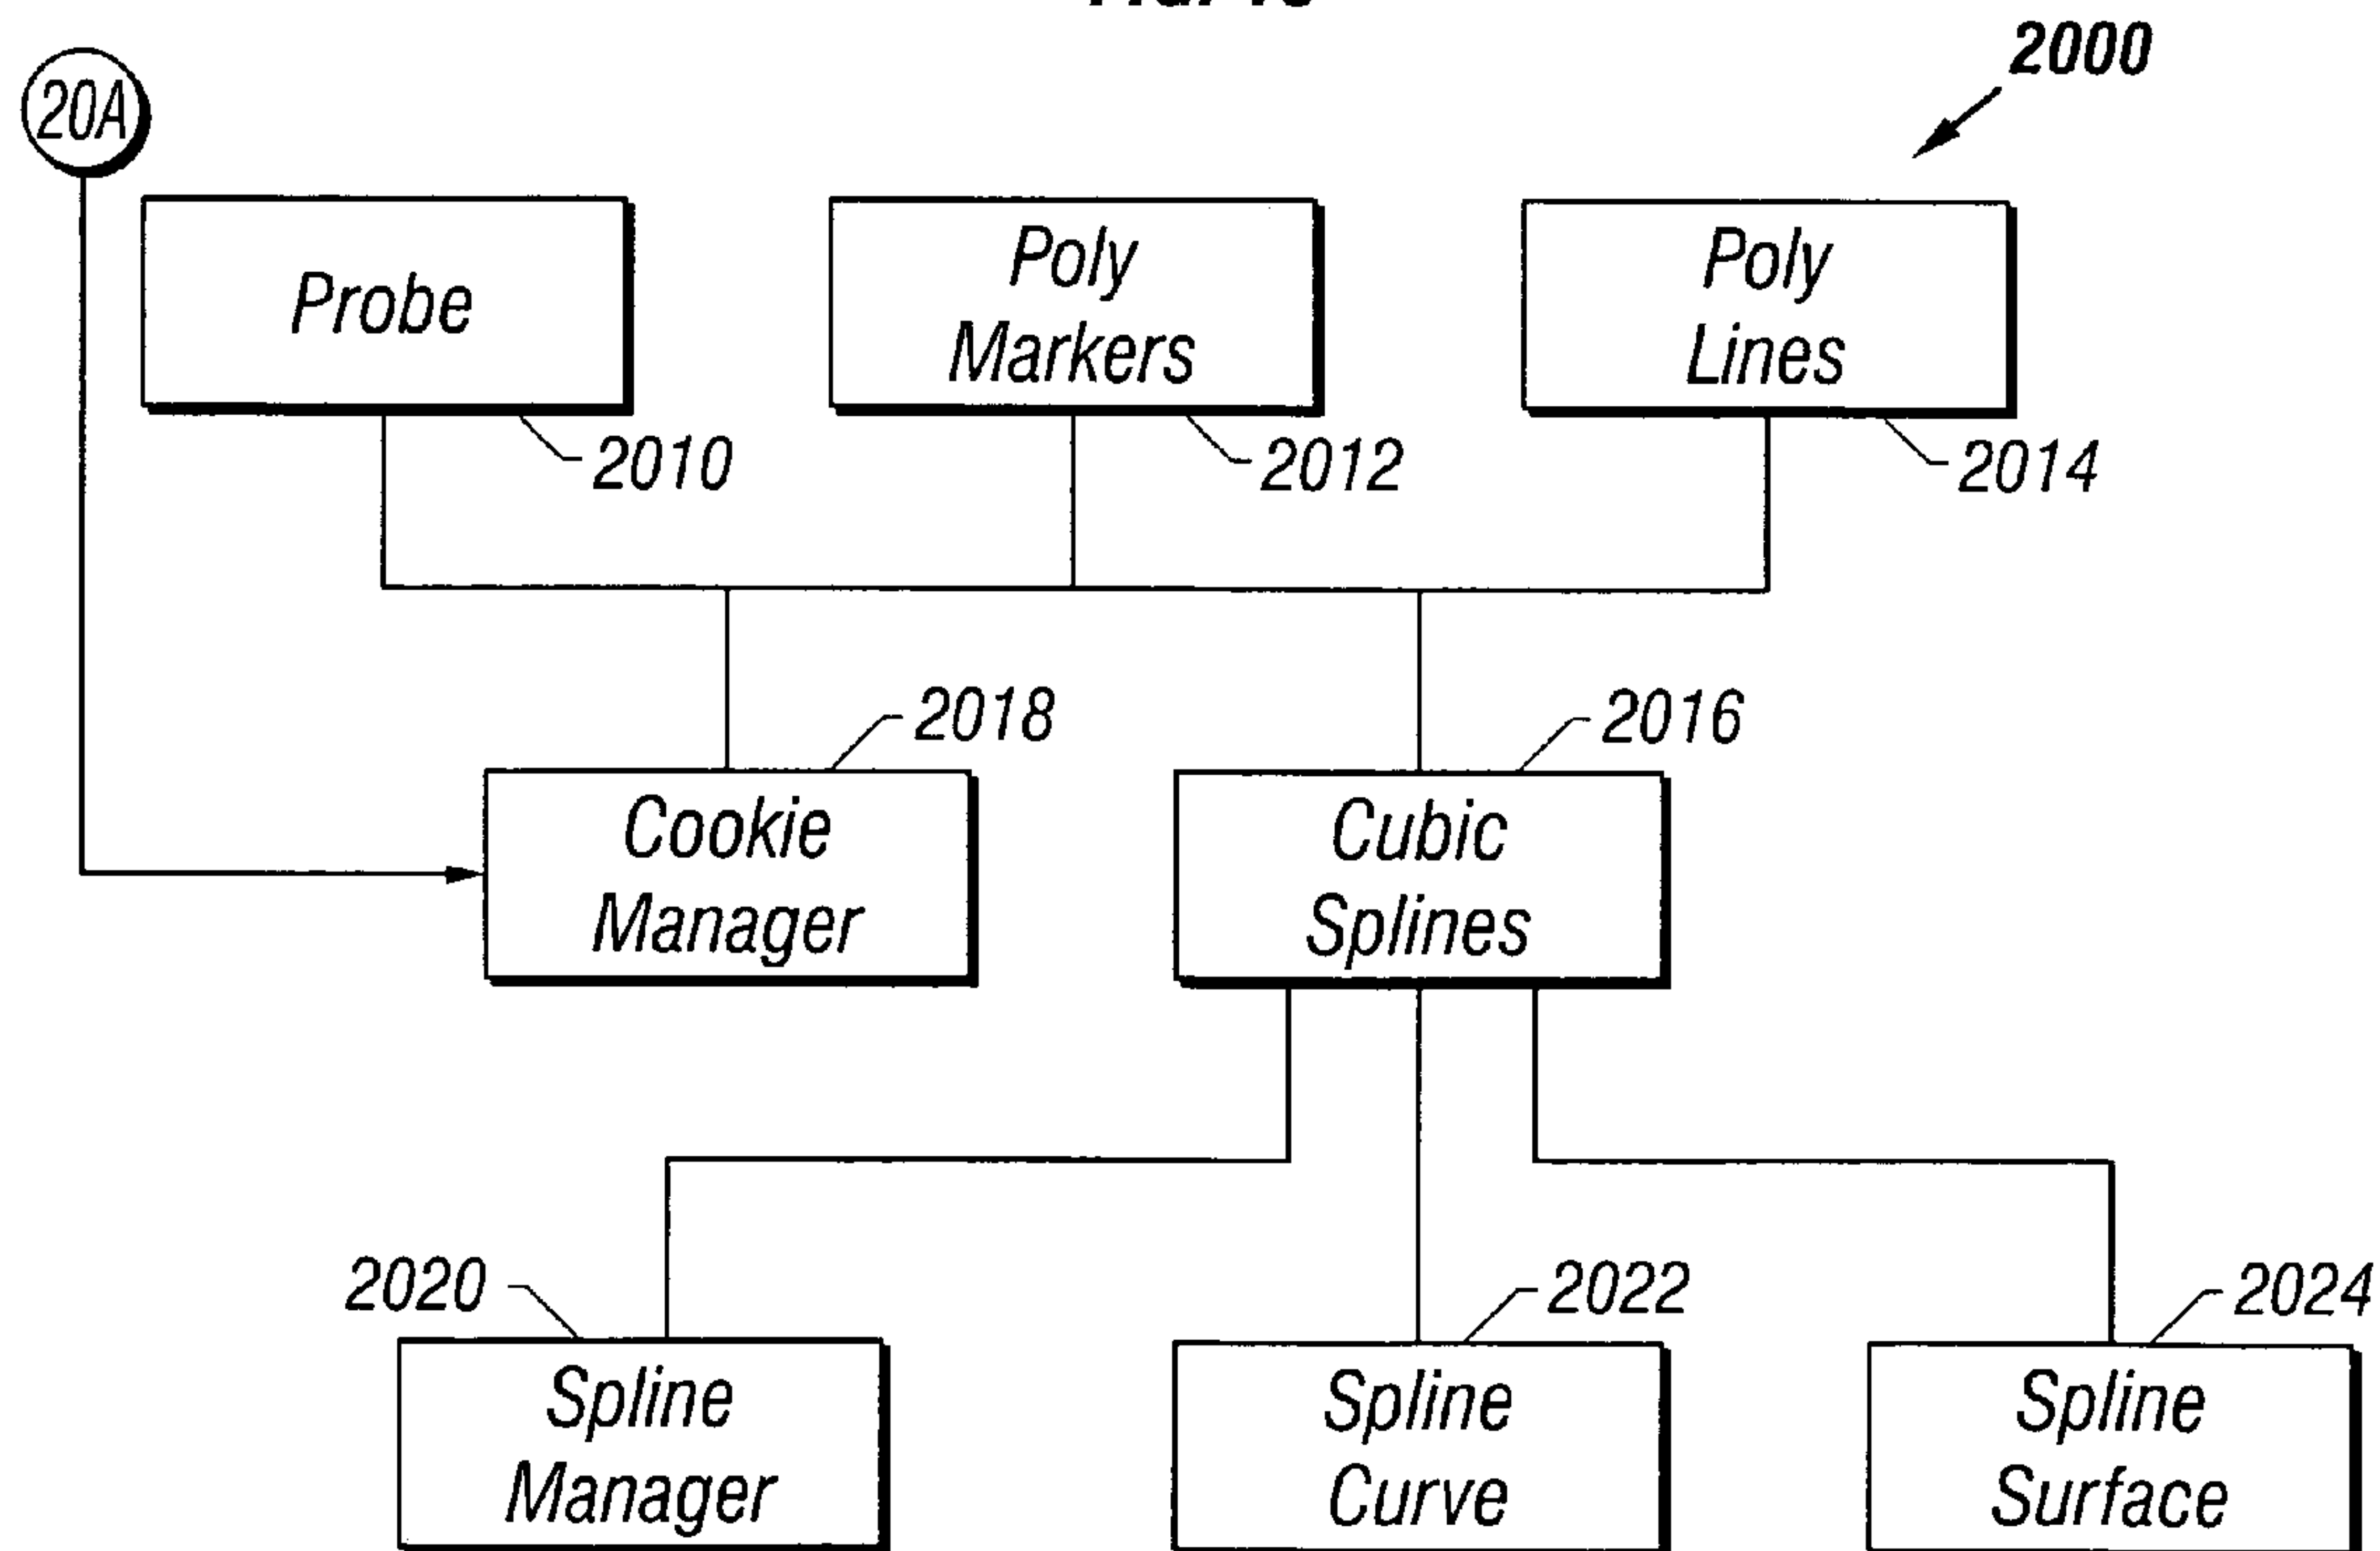 2000
20A
Probe
Poly
Markers
Poly
Lines
2010
2012
2014
2018
2016
Cookie
Manager
Cubic
Splines
2020
2022
2024
Spline
Manager
Spline
Curve
Spline
Surface